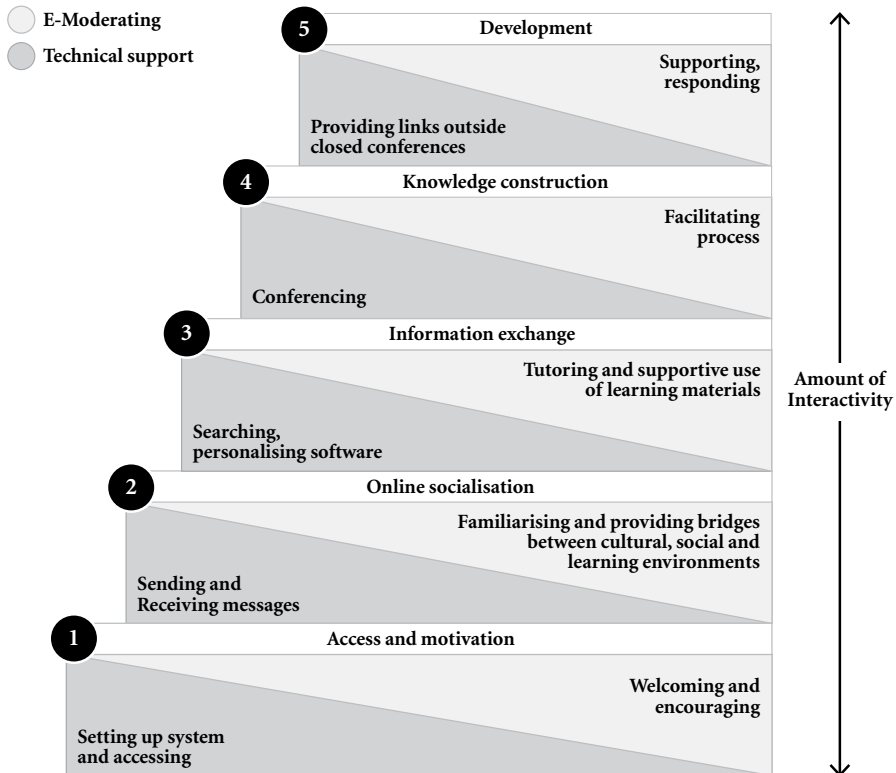 E-Moderating
Technical support
5
Development
Supporting,
responding
Providing links outside
closed conferences
4
Knowledge construction
Facilitating
process
Conferencing
3
Information exchange
Tutoring and supportive use
of learning materials
Searching,
personalising software
2
Online socialisation
Familiarising and providing bridges
between cultural, social and
learning environments
Sending and
Receiving messages
1
Access and motivation
Welcoming and
encouraging
Setting up system
and accessing
Amount of
Interactivity